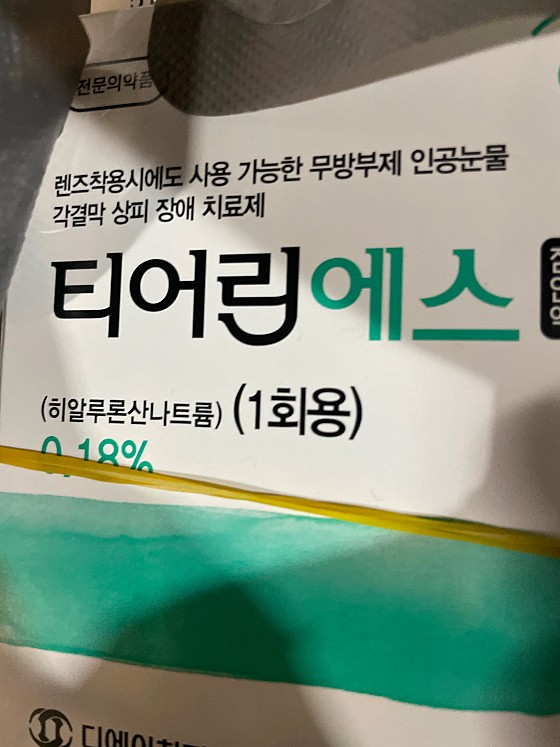 전문의약품
렌즈착용시에도 사용 가능한 무방부제 인공눈물
각결막 상피 장애 치료제
티어린에스
(히알루론산나트륨) (1회용)
0.18%